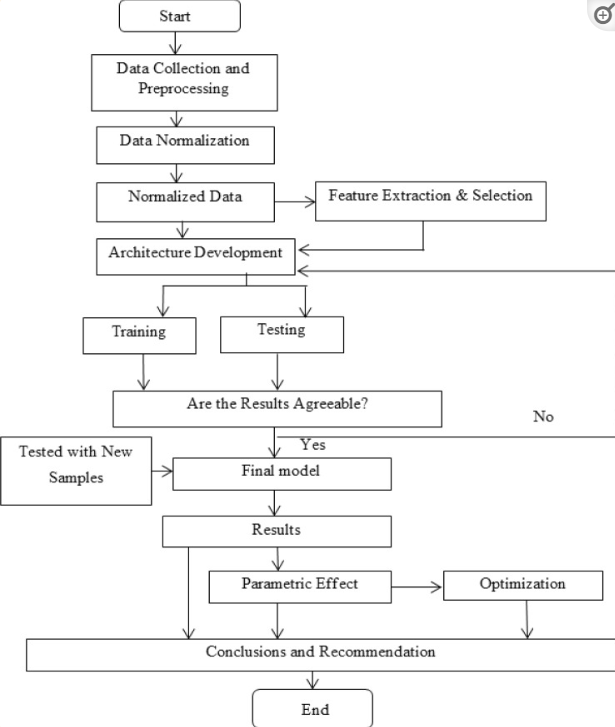 Start
Data Collection and
Preprocessing
Data Normalization
Normalized Data
Feature Extraction & Selection
Architecture Development
Training
Testing
Are the Results Agreeable?
No
Yes
Tested with New
Samples
Final model
Results
Parametric Effect
Optimization
Conclusions and Recommendation
End